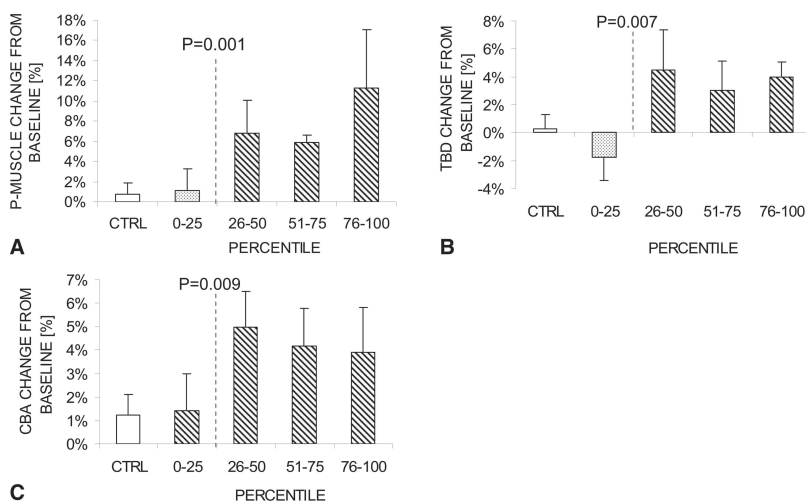 P-MUSCLE CHANGE FROM
BASELINE [%]
18%
16%
14%
12%
10%
8%
6%
4%
2%
0%
P=0.001
CTRL 0-25 26-50 51-75 76-100
PERCENTILE
A
TBD CHANGE FROM
BASELINE [%]
8%
6%
4%
2%
0%
-2%
-4%
P=0.007
CTRL 0-25 26-50 51-75 76-100
PERCENTILE
B
CBA CHANGE FROM
BASELINE [%]
7%
6%
5%
4%
3%
2%
1%
0%
P=0.009
CTRL 0-25 26-50 51-75 76-100
PERCENTILE
C